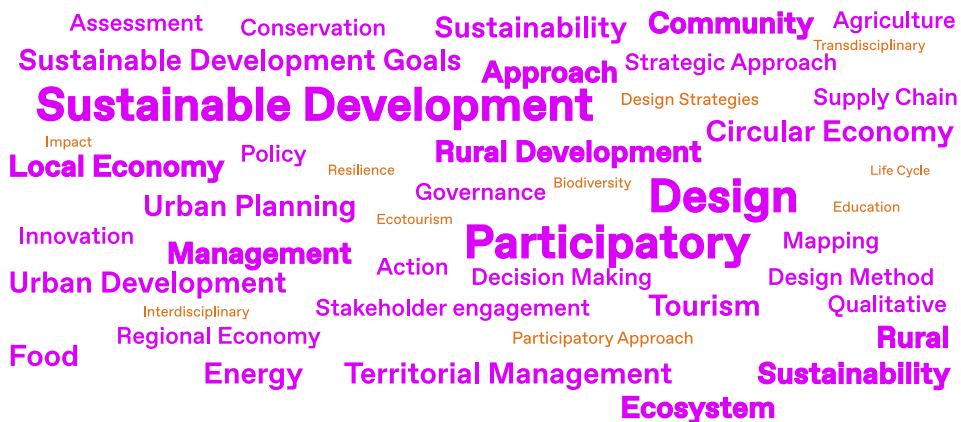 Assessment
Conservation
Sustainability
Community
Agriculture
Transdisciplinary
Sustainable Development Goals
Approach
Strategic Approach
Sustainable Development
Design Strategies
Supply Chain
Circular Economy
Impact
Local Economy
Policy
Resilience
Rural Development
Life Cycle
Governance
Biodiversity
Design
Urban Planning
Ecotourism
Education
Innovation
Management
Action
Participatory
Mapping
Urban Development
Decision Making
Design Method
Interdisciplinary
Stakeholder engagement
Tourism
Qualitative
Regional Economy
Participatory Approach
Rural
Food
Energy
Territorial Management
Sustainability
Ecosystem